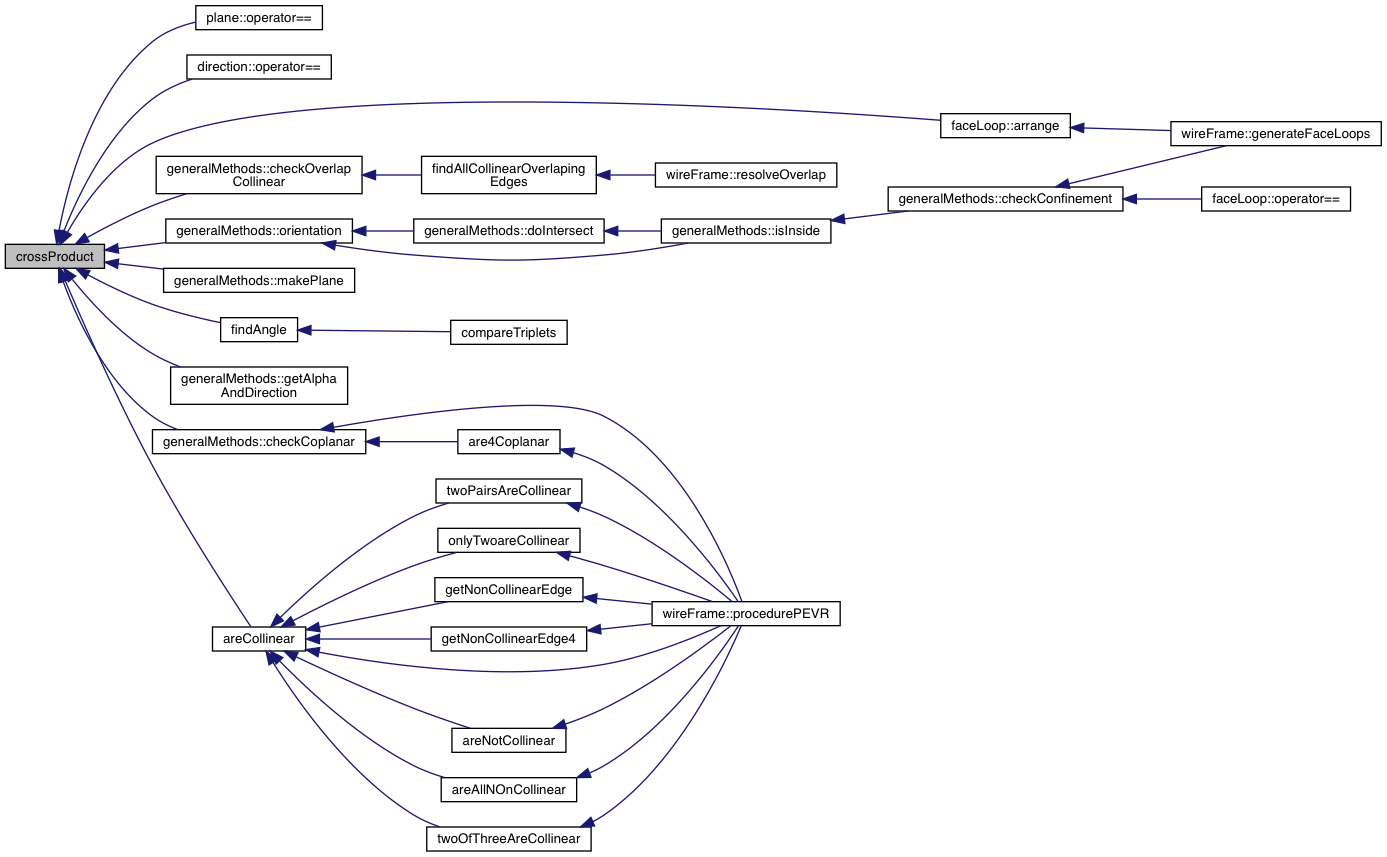 plane::operator==
direction::operator==
faceLoop::arrange
wireFrame::generateFaceLoops
generalMethods::checkOverlap
Collinear
findAllCollinearOverlaping
Edges
wireFrame::resolveOverlap
generalMethods::checkConfinement
faceLoop::operator==
generalMethods::orientation
generalMethods::doIntersect
generalMethods::isInside
crossProduct
generalMethods::makePlane
findAngle
compareTriplets
generalMethods::getAlpha
AndDirection
generalMethods::checkCoplanar
are4Coplanar
twoPairsAreCollinear
onlyTwoareCollinear
getNonCollinearEdge
wireFrame::procedurePEVR
areCollinear
getNonCollinearEdge4
areNotCollinear
areAllNOnCollinear
twoOfThreeAreCollinear